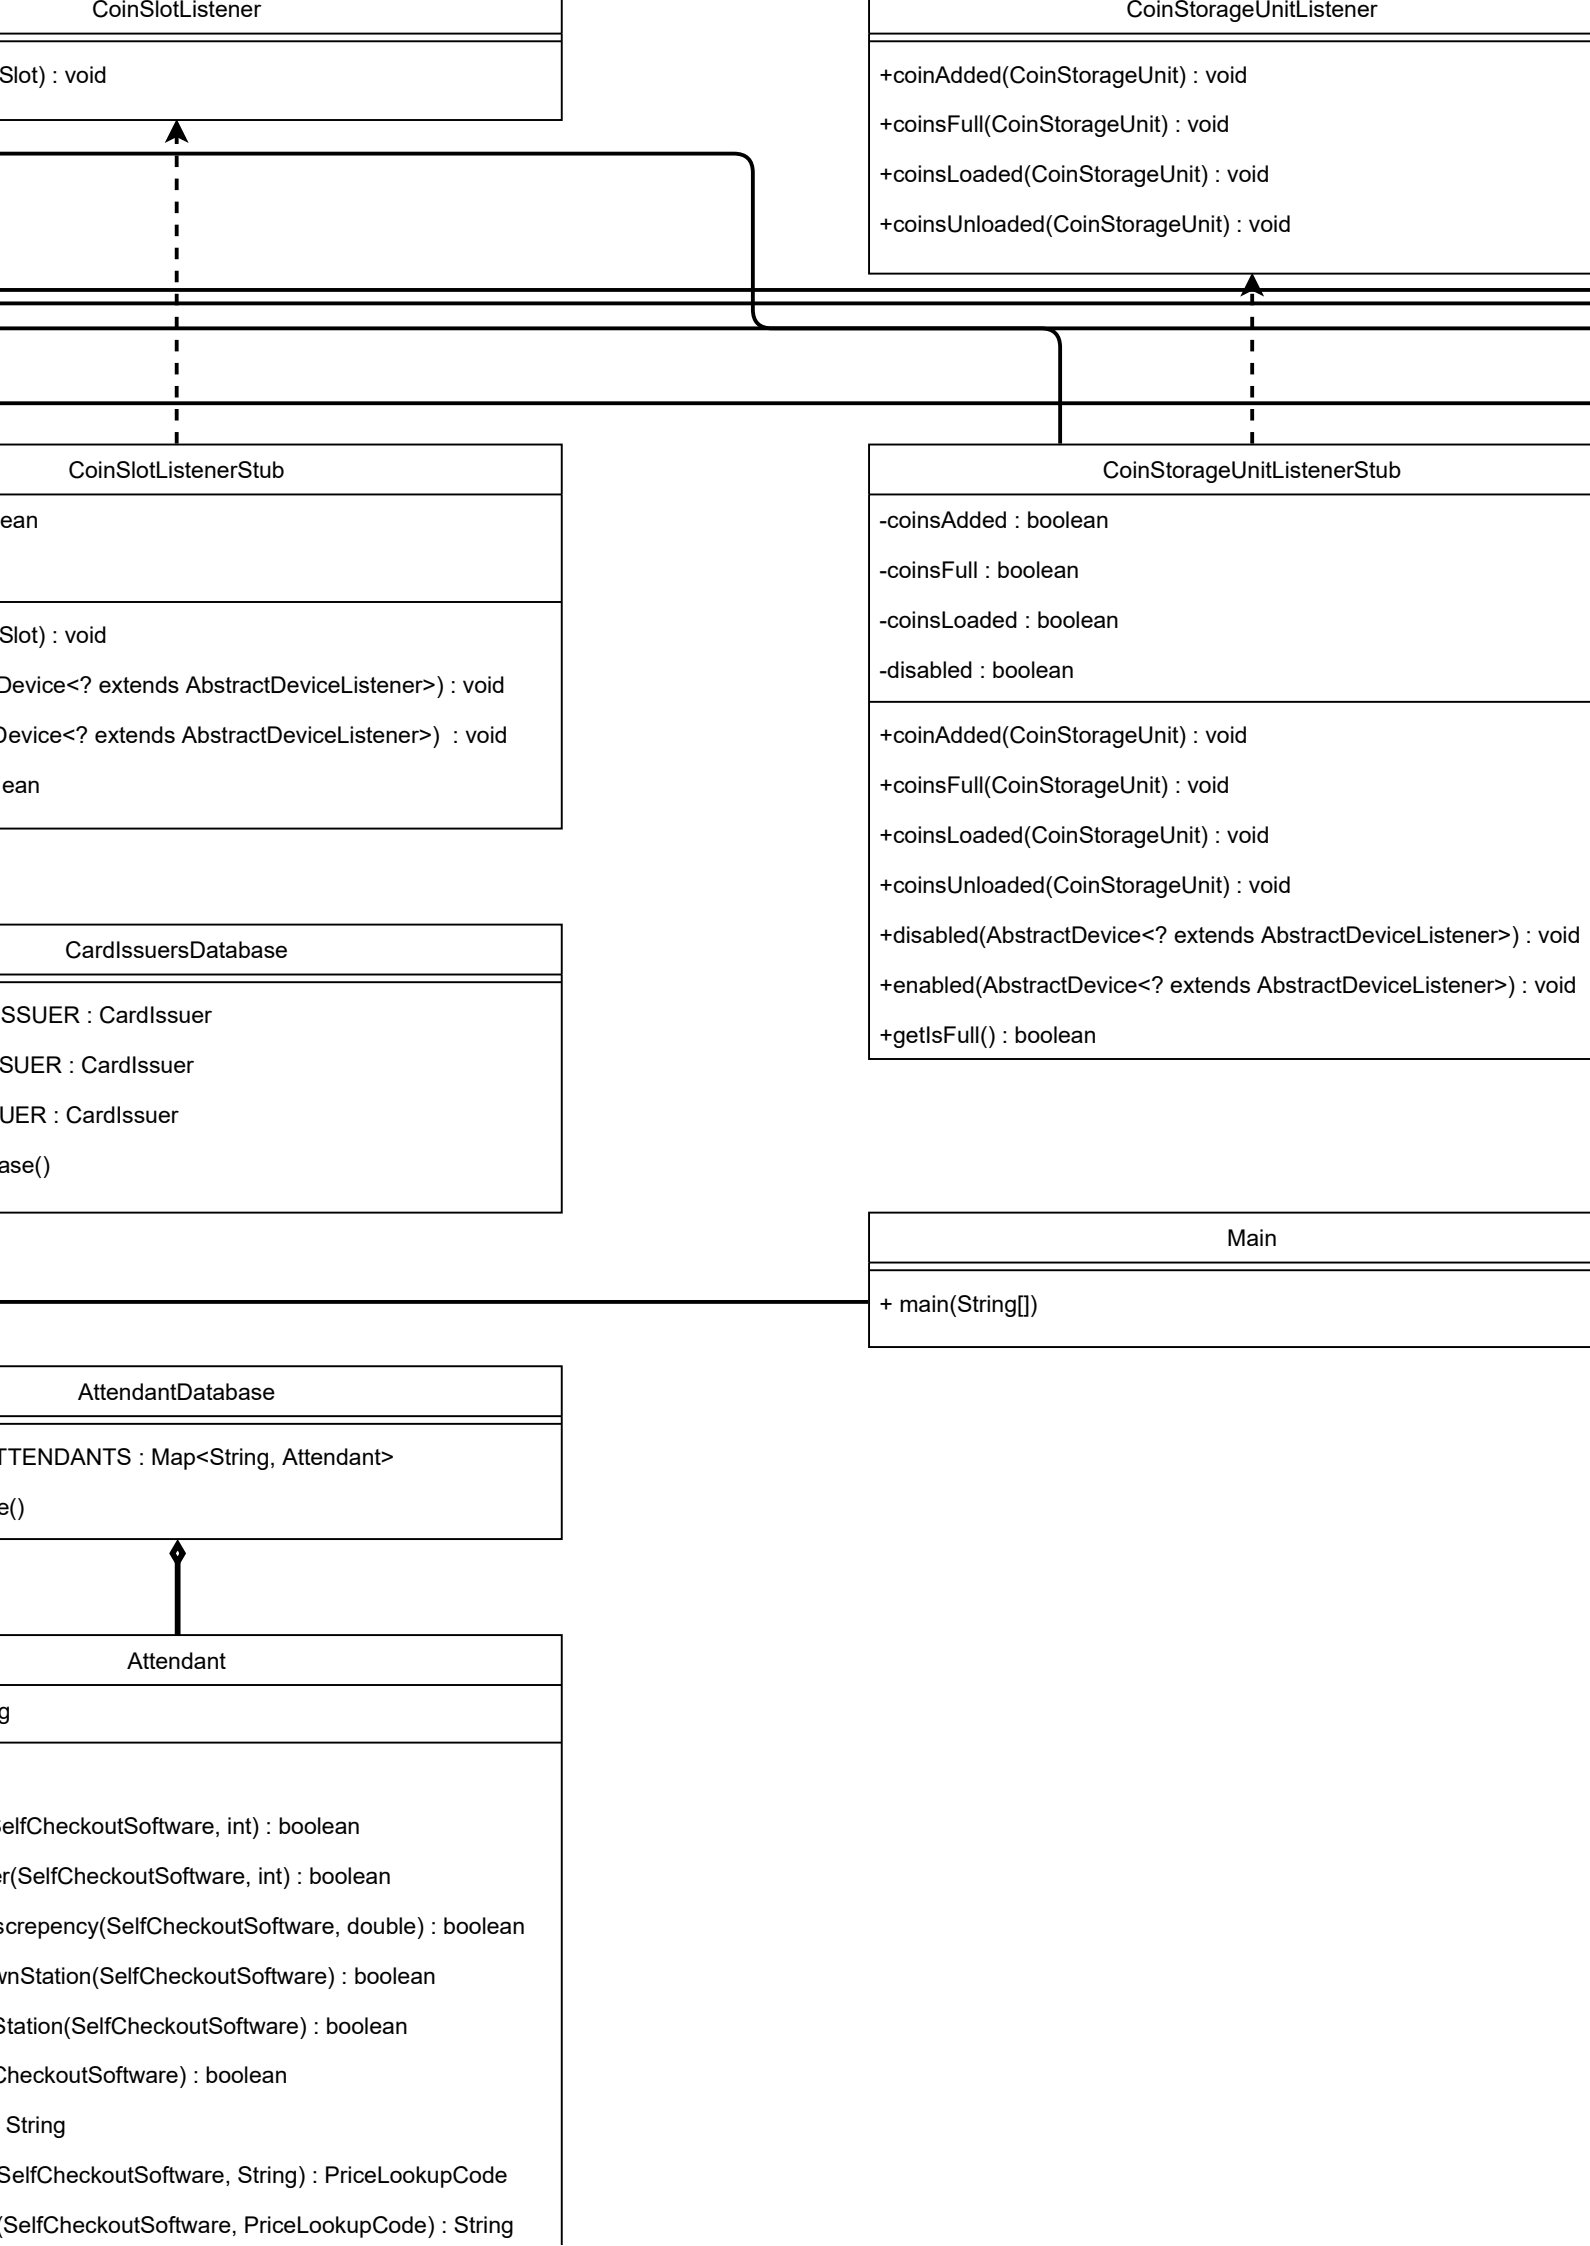 CoinSlotListener
Slot) : void
CoinStorageUnitListener
+coinAdded(CoinStorageUnit) : void
+coinsFull(CoinStorageUnit) : void
+coinsLoaded(CoinStorageUnit) : void
+coinsUnloaded(CoinStorageUnit) : void
CoinSlotListenerStub
ean
Slot) : void
Device<? extends AbstractDeviceListener>) : void
Device<? extends AbstractDeviceListener>)  : void
ean
CoinStorageUnitListenerStub
-coinsAdded : boolean
-coinsFull : boolean
-coinsLoaded : boolean
-disabled : boolean
+coinAdded(CoinStorageUnit) : void
+coinsFull(CoinStorageUnit) : void
+coinsLoaded(CoinStorageUnit) : void
+coinsUnloaded(CoinStorageUnit) : void
+disabled(AbstractDevice<? extends AbstractDeviceListener>) : void
+enabled(AbstractDevice<? extends AbstractDeviceListener>) : void
+getIsFull() : boolean
CardIssuersDatabase
SSUER : CardIssuer
SUER : CardIssuer
UER : CardIssuer
ase()
Main
+ main(String[])
AttendantDatabase
TTENDANTS : Map<String, Attendant>
e()
Attendant
g
SelfCheckoutSoftware, int) : boolean
er(SelfCheckoutSoftware, int) : boolean
screpency(SelfCheckoutSoftware, double) : boolean
wnStation(SelfCheckoutSoftware) : boolean
Station(SelfCheckoutSoftware) : boolean
CheckoutSoftware) : boolean
String
SelfCheckoutSoftware, String) : PriceLookupCode
(SelfCheckoutSoftware, PriceLookupCode) : String